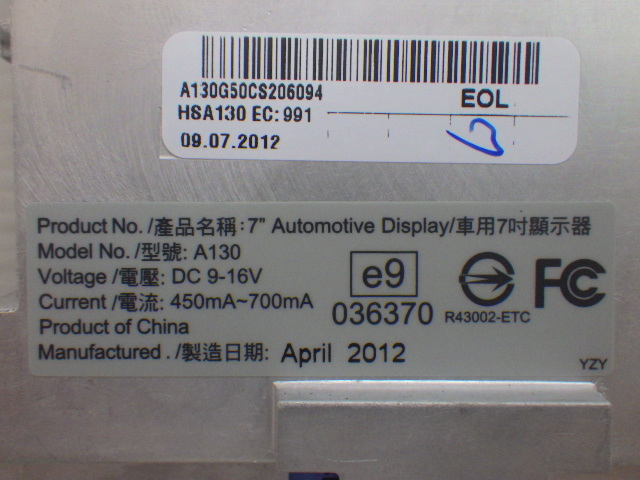 A130G50CS206094
EOL
HSA130 EC: 991
09.07.2012
Product No. /產品名稱: 7" Automotive Display/車用7吋顯示器
Model No. /型號: A130
Voltage /電壓: DC 9-16V
Current /電流: 450mA~700mA
Product of China
Manufactured. /製造日期: April 2012
e9
036370
R43002-ETC
FC
YZY